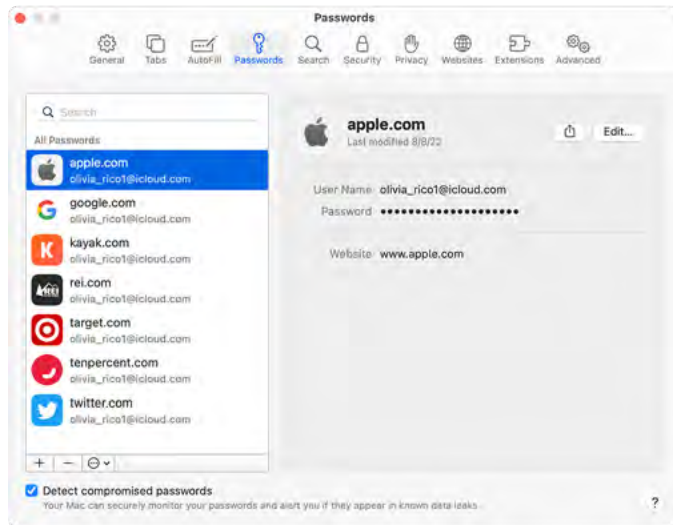 Passwords
General Tabs AutoFill Passwords Search Security Privacy Websites Extensions Advanced
Search
All Passwords
apple.com
olivia_rico1@icloud.com
google.com
olivia_rico1@icloud.com
kayak.com
olivia_rico1@icloud.com
rei.com
olivia_rico1@icloud.com
target.com
olivia_rico1@icloud.com
tenpercent.com
olivia_rico1@icloud.com
twitter.com
olivia_rico1@icloud.com
apple.com
Last modified 8/8/22
Edit...
User Name olivia_rico1@icloud.com
Password ••••••••••••••••••••
Website www.apple.com
Detect compromised passwords
Your Mac can securely monitor your passwords and alert you if they appear in known data leaks.
?